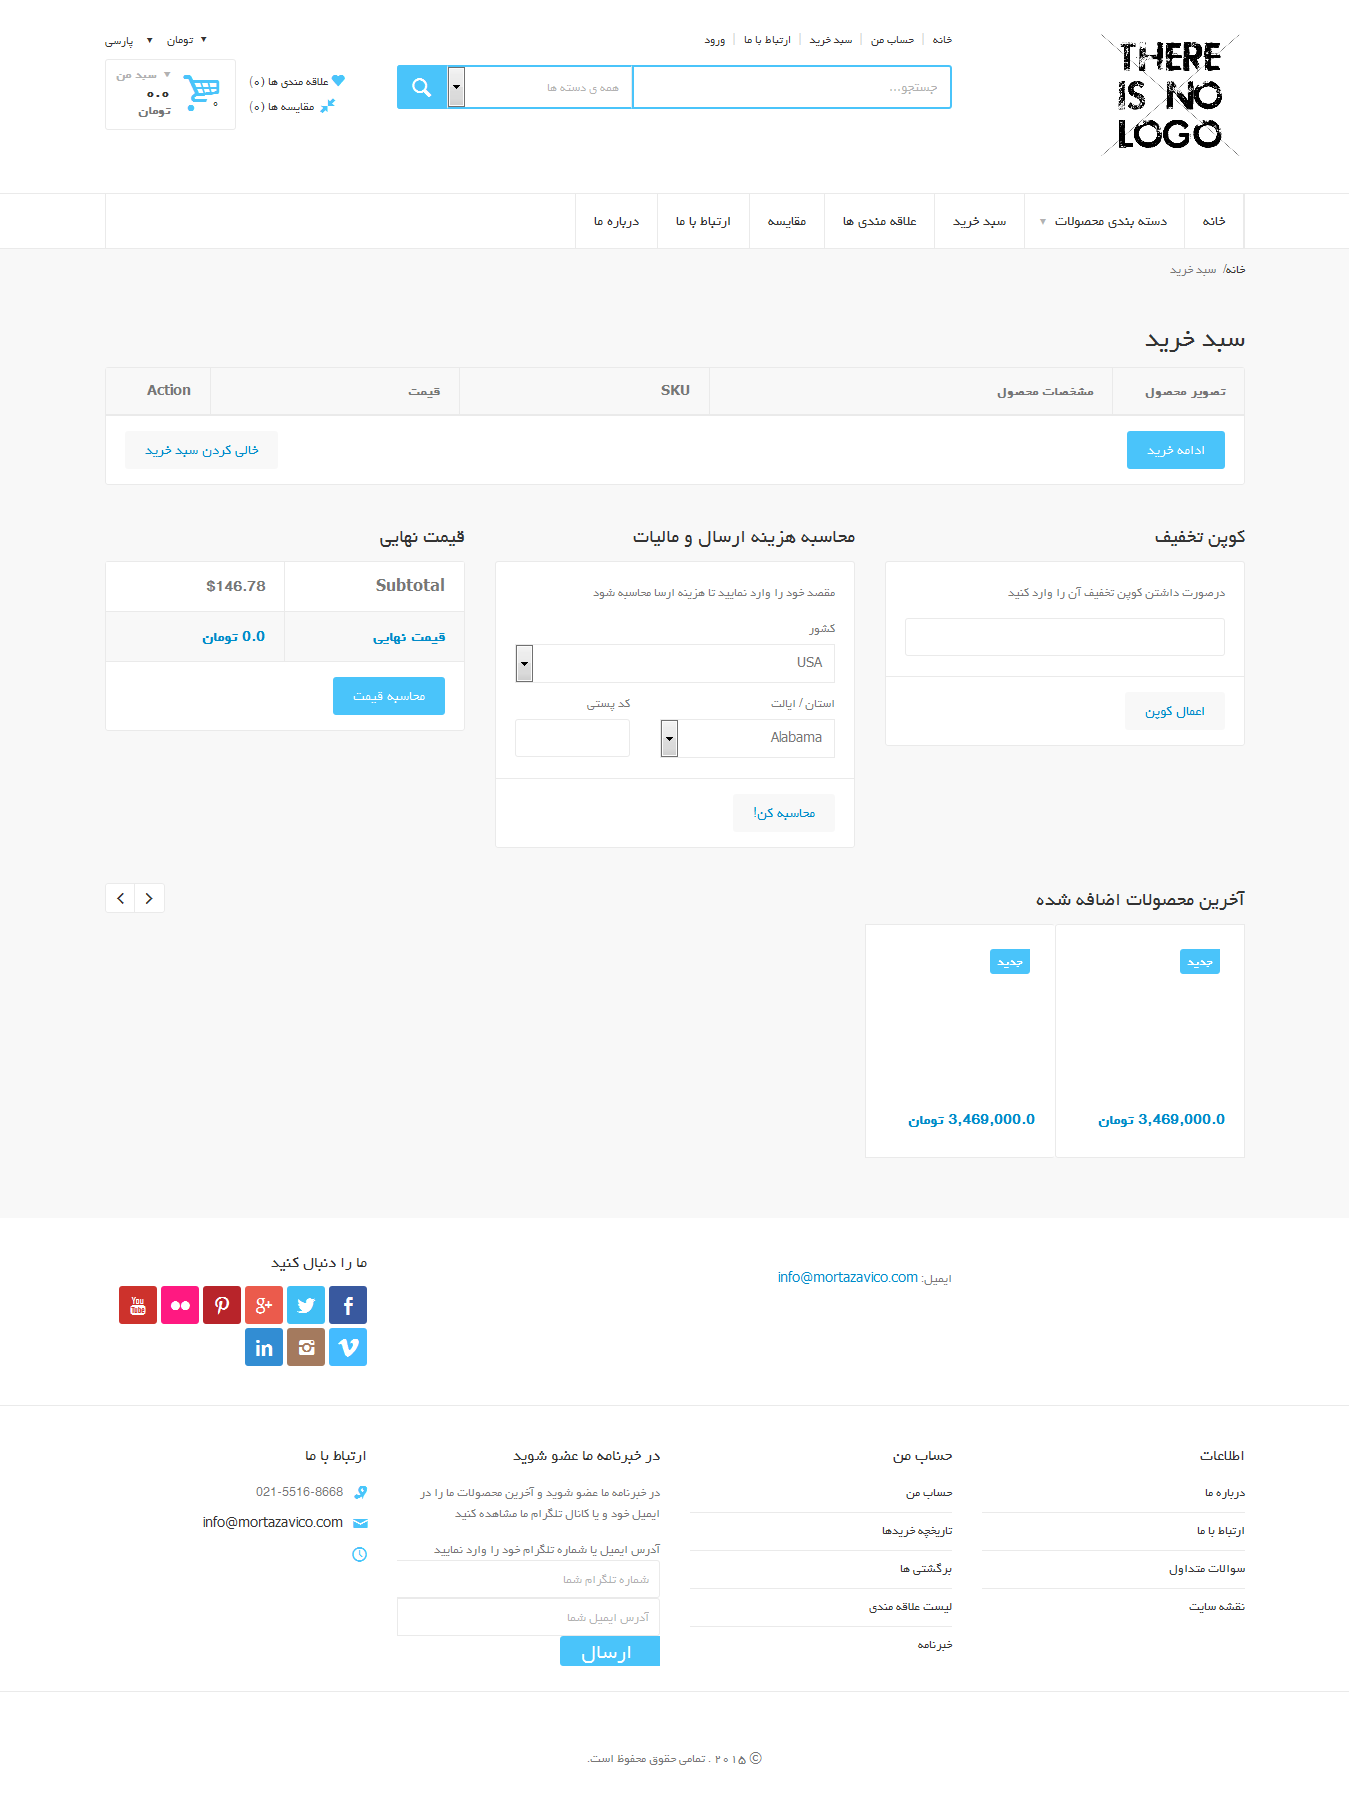 THERE
IS NO
LOGO
خانه | حساب من | سبد خرید | ارتباط با ما | ورود
تومان
پارسی
جستجو...
همه ی دسته ها
علاقه مندی ها (۰)
مقایسه ها (۰)
سبد من
۰.۰
تومان
۰
خانه
دسته بندی محصولات
سبد خرید
علاقه مندی ها
مقایسه
ارتباط با ما
درباره ما
خانه/ سبد خرید
سبد خرید
تصویر محصول
مشخصات محصول
SKU
قیمت
Action
ادامه خرید
خالی کردن سبد خرید
کوپن تخفیف
درصورت داشتن کوپن تخفیف آن را وارد کنید
اعمال کوپن
محاسبه هزینه ارسال و مالیات
مقصد خود را وارد نمایید تا هزینه ارسا محاسبه شود
کشور
USA
استان / ایالت
کد پستی
Alabama
محاسبه کن!
قیمت نهایی
Subtotal
$146.78
قیمت نهایی
0.0 تومان
محاسبه قیمت
آخرین محصولات اضافه شده
جدید
جدید
3,469,000.0 تومان
3,469,000.0 تومان
ایمیل: info@mortazavico.com
ما را دنبال کنید
You
Tube
اطلاعات
درباره ما
ارتباط با ما
سوالات متداول
نقشه سایت
حساب من
حساب من
تاریخچه خریدها
برگشتی ها
لیست علاقه مندی
خبرنامه
در خبرنامه ما عضو شوید
در خبرنامه ما عضو شوید و آخرین محصولات ما را در
ایمیل خود و یا کانال تلگرام ما مشاهده کنید
آدرس ایمیل یا شماره تلگرام خود را وارد نمایید
شماره تلگرام شما
آدرس ایمیل شما
ارسال
ارتباط با ما
021-5516-8668
info@mortazavico.com
© ۲۰۱۵ . تمامی حقوق محفوظ است.